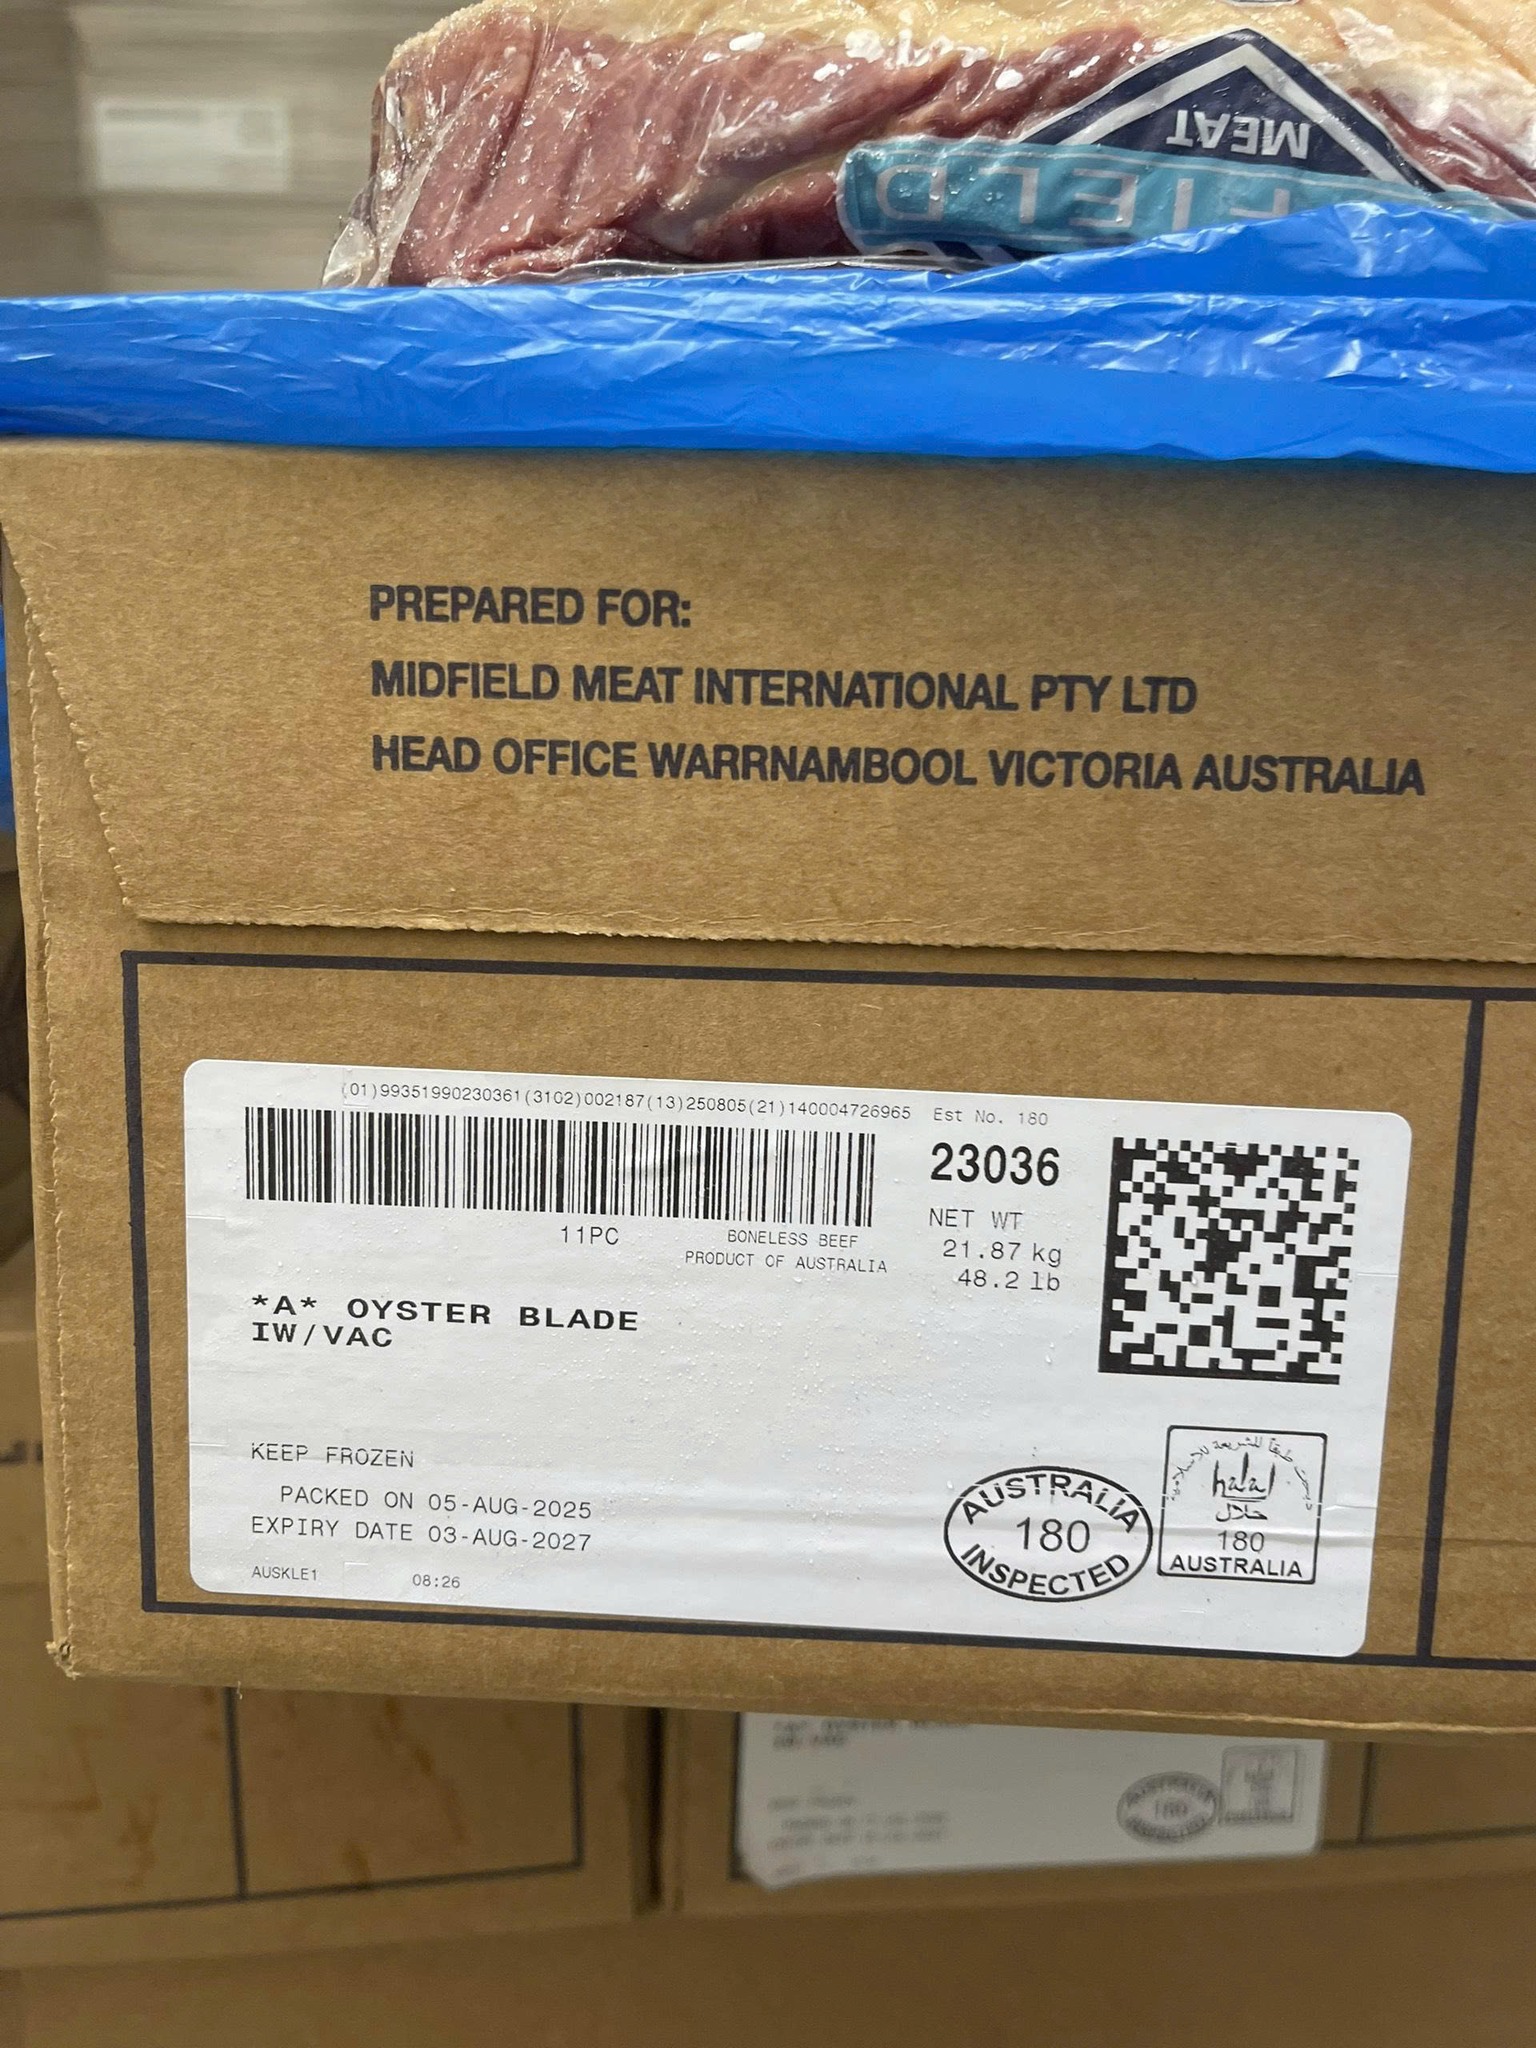 MEAT
FIELD
PREPARED FOR:
MIDFIELD MEAT INTERNATIONAL PTY LTD
HEAD OFFICE WARRNAMBOOL VICTORIA AUSTRALIA
(01)99351990230361(3102)002187(13)250805(21)140004726965 Est No. 180
23036
11PC
BONELESS BEEF
PRODUCT OF AUSTRALIA
NET WT
21.87 kg
48.2 lb
*A* OYSTER BLADE
IW/VAC
KEEP FROZEN
PACKED ON 05-AUG-2025
EXPIRY DATE 03-AUG-2027
AUSKLE1 08:26
AUSTRALIA
180
INSPECTED
halal
حلال
180
AUSTRALIA
180